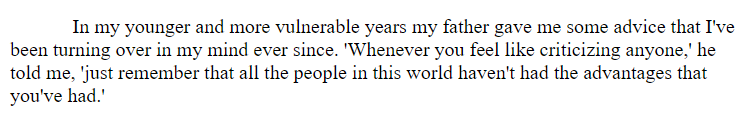 In my younger and more vulnerable years my father gave me some advice that I've
been turning over in my mind ever since. 'Whenever you feel like criticizing anyone,' he
told me, 'just remember that all the people in this world haven't had the advantages that
you've had.'